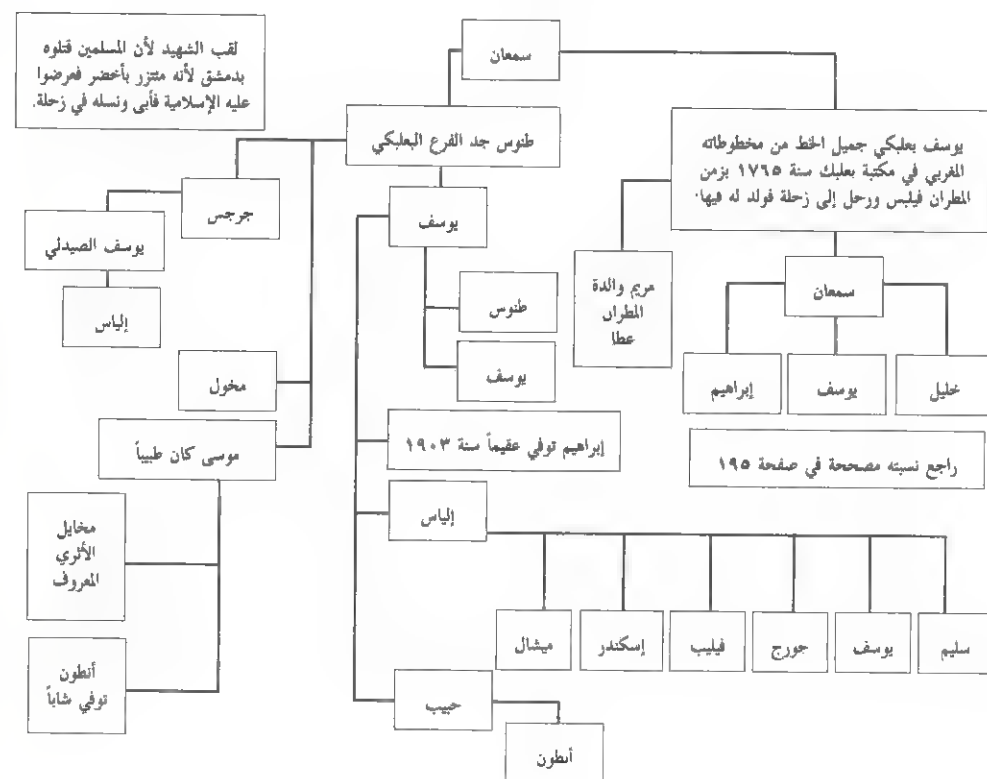 سمعان
لقب الشهيد لأن المسلمين قتلوه
بدمشق لأنه متزر بأخضر فعرضوا
عليه الإسلامية فأبى ونسله في زحلة.
يوسف بعلبكي جميل الخط من مخطوطاته
المغربي في مكتبة بعلبك سنة ١٧٦٥ بزمن
المطران فيلبس ورحل إلى زحلة فولد له فيها.
طنوس جد الفرع البعلبكي
جرجس
يوسف
يوسف الصيدلي
إلياس
مريم والدة
المطران
عطا
سمعان
خليل
يوسف
إبراهيم
طنوس
يوسف
مخول
موسى كان طبيباً
إبراهيم توفي عقيماً سنة ١٩٠٣
راجع نسبته مصححة في صفحة ١٩٥
إلياس
مخايل
الأثري
المعروف
سليم
يوسف
جورج
فيليب
إسكندر
ميشال
أنطون
توفي شاباً
حبيب
أنطون